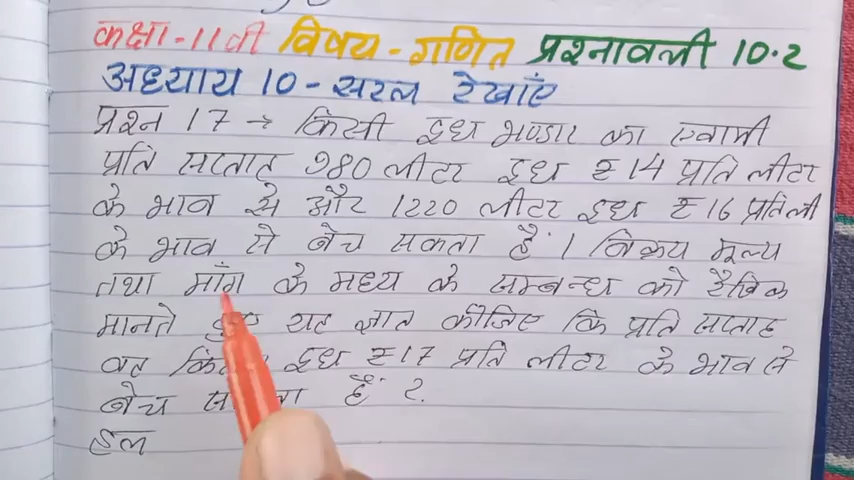 कक्षा-11वी विषय-गणित प्रश्नावली 10.2
अध्याय 10-सरल रेखाएँ
प्रश्न 17 → किसी दूध भण्डार का स्वामी
प्रति सप्ताह 980 लीटर दूध ₹14 प्रति लीटर
के भाव से और 1220 लीटर दूध ₹16 प्रति ली
के भाव से बेच सकता है। विक्रय मूल्य
तथा माँग के मध्य के सम्बन्ध को रैखिक
मानते हुए यह ज्ञात कीजिए कि प्रति सप्ताह
वह दूध ₹17 प्रति लीटर के भाव से
बेच है ?.
हल